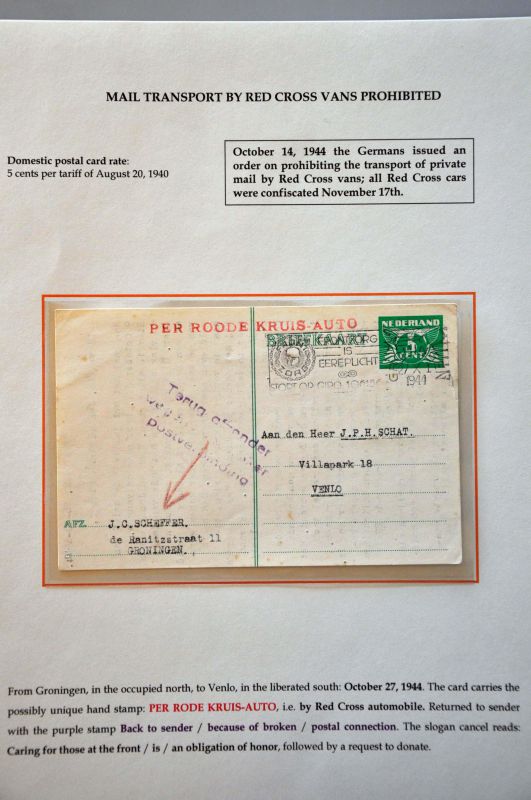 MAIL TRANSPORT BY RED CROSS VANS PROHIBITED
Domestic postal card rate:
5 cents per tariff of August 20, 1940
October 14, 1944 the Germans issued an
order on prohibiting the transport of private
mail by Red Cross vans; all Red Cross cars
were confiscated November 17th.
PER ROODE KRUIS-AUTO
BRIEFKAART
NEDERLAND
5
CENT
FRONTZORG
IS
EEREPLICHT
ZORG
STORT OP GIRO
1944
Terug afzender
Aan den Heer J.P.H.SCHAT.
Villapark 18
VENLO
AFZ. J.C.SCHEFFER.
de Ranitzstraat 11
GRONINGEN.
From Groningen, in the occupied north, to Venlo, in the liberated south: October 27, 1944. The card carries the
possibly unique hand stamp: PER RODE KRUIS-AUTO, i.e. by Red Cross automobile. Returned to sender
with the purple stamp Back to sender / because of broken / postal connection. The slogan cancel reads:
Caring for those at the front / is / an obligation of honor, followed by a request to donate.